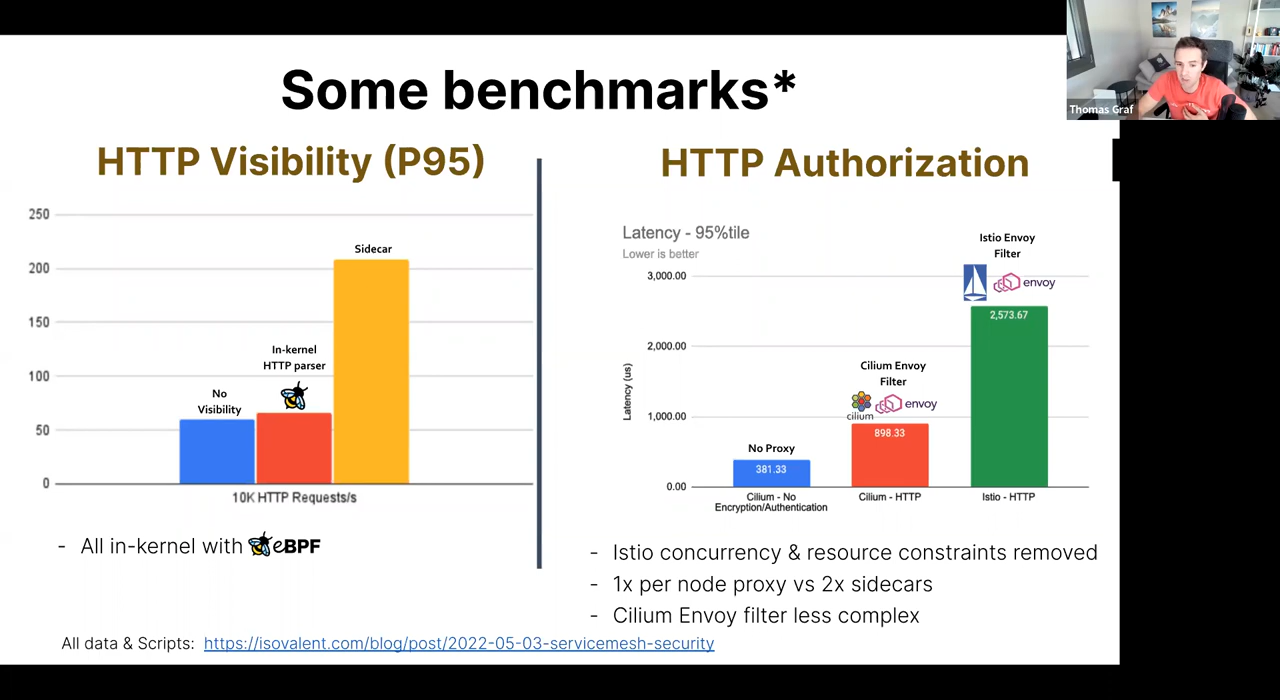 Some benchmarks*
Thomas Graf
HTTP Visibility (P95)
250
200
150
100
50
0
No
Visibility
In-kernel
HTTP parser
Sidecar
10K HTTP Requests/s
- All in-kernel with eBPF
HTTP Authorization
Latency - 95%tile
Lower is better
Latency (us)
3,000.00
2,000.00
1,000.00
0.00
No Proxy
381.33
Cilium - No
Encryption/Authentication
Cilium Envoy
Filter
cilium envoy
898.33
Cilium - HTTP
Istio Envoy
Filter
envoy
2,573.67
Istio - HTTP
- Istio concurrency & resource constraints removed
- 1x per node proxy vs 2x sidecars
- Cilium Envoy filter less complex
All data & Scripts: https://isovalent.com/blog/post/2022-05-03-servicemesh-security